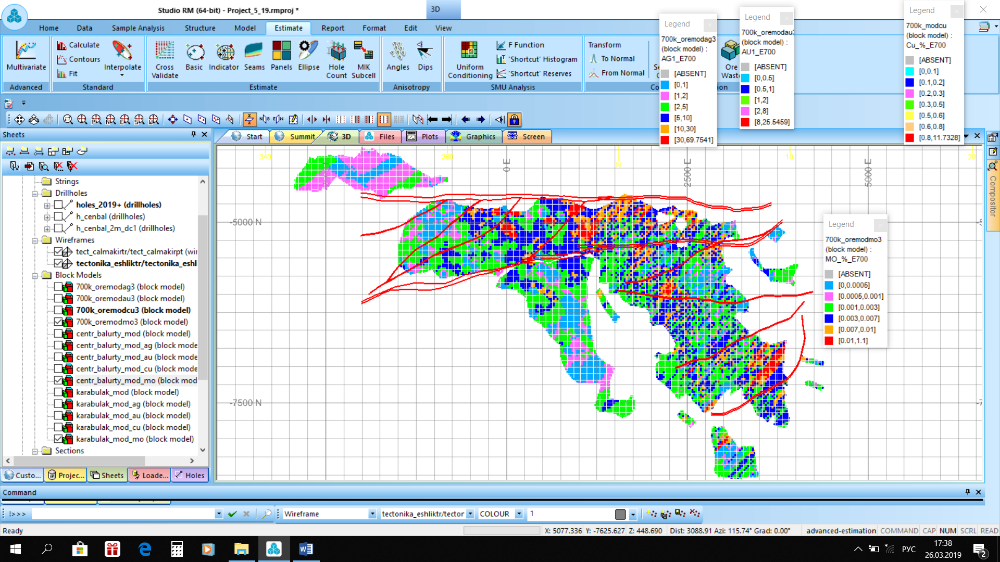 Studio RM (64-bit) - Project_5_19.rmproj *
3D
Home Data Sample Analysis Structure Model Estimate Report Format Edit View
Multivariate
Advanced
Calculate
Contours
Fit
Interpolate
Standard
Cross Validate
Basic
Indicator
Seams
Panels
Ellipse
Hole Count
MIK Subcell
Estimate
Angles
Dips
Anisotropy
Uniform Conditioning
F Function
'Shortcut' Histogram
'Shortcut' Reserves
SMU Analysis
Transform
To Normal
From Normal
Ore
Legend
700k_oremodag3
(block model) :
AG1_E700
[ABSENT]
[0,1]
[1,2]
[2,5]
[5,10]
[10,30]
[30,69.7541]
Legend
700k_oremodau
(block model) :
AU1_E700
[ABSENT]
[0,0.5]
[0.5,1]
[1,2]
[2,8]
[8,25.5459]
Legend
700k_modcu
(block model) :
Cu_%_E700
[ABSENT]
[0,0.1]
[0.1,0.2]
[0.2,0.3]
[0.3,0.5]
[0.5,0.6]
[0.6,0.8]
[0.8,11.7328]
Sheets
Start Summit 3D Files Plots Graphics Screen
Strings
Drillholes
holes_2019+ (drillholes)
h_cenbal (drillholes)
h_cenbal_2m_dc1 (drillholes)
Wireframes
tect_calmakirtr/tect_calmakirpt (wir
tectonika_eshliktr/tectonika_eshli
Block Models
700k_oremodag3 (block model)
700k_oremodau3 (block model)
700k_oremodcu3 (block model)
700k_oremodmo3 (block model)
centr_balurty_mod (block model)
centr_balurty_mod_ag (block mode
centr_balurty_mod_au (block mode
centr_balurty_mod_cu (block mode
centr_balurty_mod_mo (block mod
karabulak_mod (block model)
karabulak_mod_ag (block model)
karabulak_mod_au (block model)
karabulak_mod_cu (block model)
karabulak_mod_mo (block model)
Sections
Custo... Projec... Sheets Loade... Holes
340 350 N 10 20
0 E 2500 E 5000 E
-5000 N
-7500 N
Legend
700k_oremodmo3
(block model) :
MO_%_E700
[ABSENT]
[0,0.0005]
[0.0005,0.001]
[0.001,0.003]
[0.003,0.007]
[0.007,0.01]
[0.01,1.1]
Compositor
Command
!>>>
Wireframe tectonika_eshliktr/tector COLOUR 1
Ready
X: 5077.336 Y: -7625.627 Z: 448.690 Dist: 3088.91 Azi: 115.74° Grad: 0.00° advanced-estimation COMMAND CAP NUM SCRL READ
РУС
17:38
26.03.2019
2